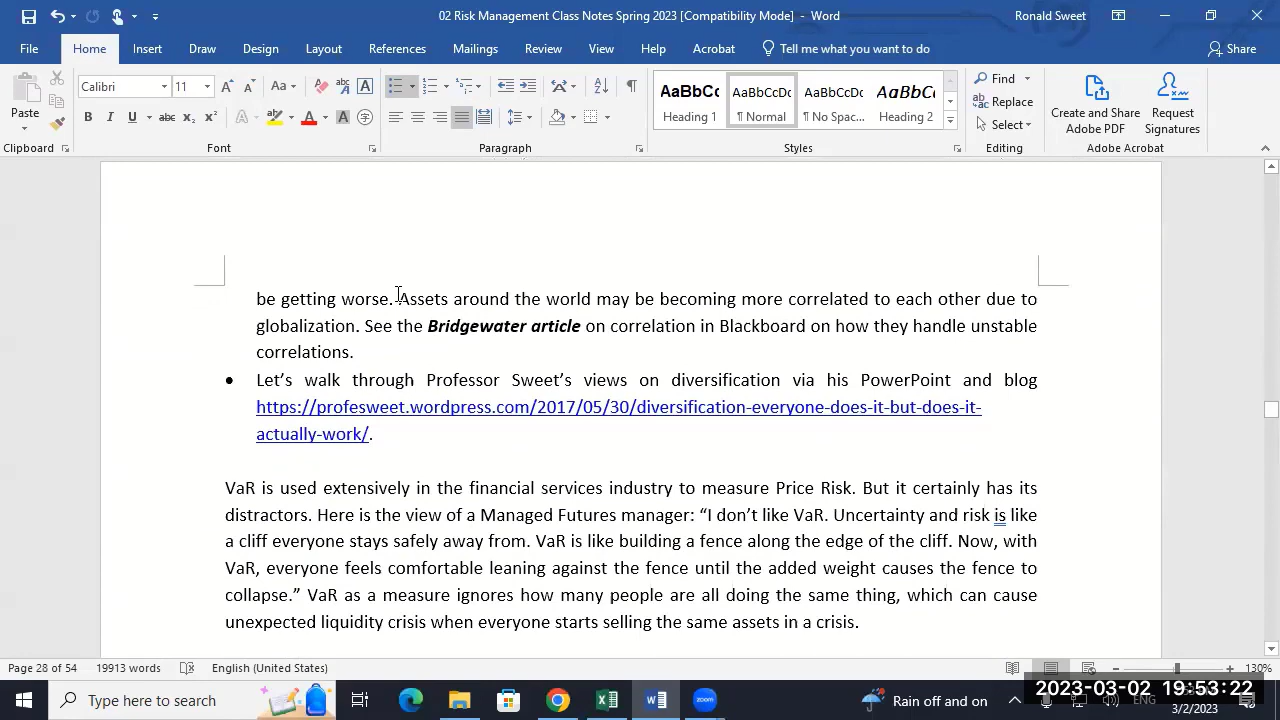 02 Risk Management Class Notes Spring 2023 [Compatibility Mode] - Word
Ronald Sweet
File Home Insert Draw Design Layout References Mailings Review View Help Acrobat Tell me what you want to do Share
Calibri 11 Aa
Paste
Find
Replace
Select
AaBbCc AaBbCcDc AaBbCcDc AaBbCc
Heading 1 ¶ Normal ¶ No Spac... Heading 2
Create and Share Adobe PDF
Request Signatures
Clipboard Font Paragraph Styles Editing Adobe Acrobat
be getting worse. Assets around the world may be becoming more correlated to each other due to
globalization. See the Bridgewater article on correlation in Blackboard on how they handle unstable
correlations.
• Let’s walk through Professor Sweet’s views on diversification via his PowerPoint and blog
https://profesweet.wordpress.com/2017/05/30/diversification-everyone-does-it-but-does-it-
actually-work/.
VaR is used extensively in the financial services industry to measure Price Risk. But it certainly has its
distractors. Here is the view of a Managed Futures manager: “I don’t like VaR. Uncertainty and risk is like
a cliff everyone stays safely away from. VaR is like building a fence along the edge of the cliff. Now, with
VaR, everyone feels comfortable leaning against the fence until the added weight causes the fence to
collapse.” VaR as a measure ignores how many people are all doing the same thing, which can cause
unexpected liquidity crisis when everyone starts selling the same assets in a crisis.
Page 28 of 54 19913 words English (United States) 130%
Type here to search
Rain off and on
ENG
2023-03-02 19:53:22
3/2/2023